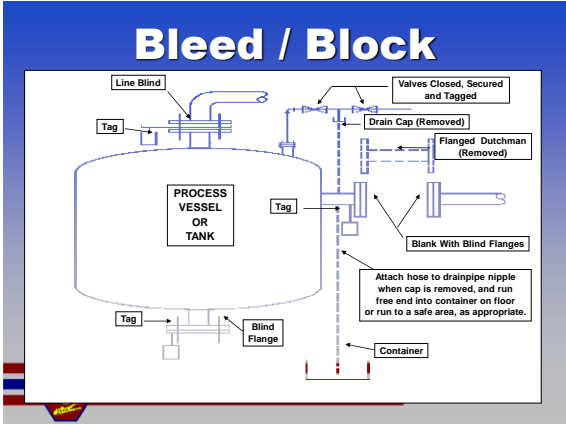 Bleed / Block
Line Blind
Valves Closed, Secured
and Tagged
Tag
Drain Cap (Removed)
Flanged Dutchman
(Removed)
PROCESS
VESSEL
OR
TANK
Tag
Blank With Blind Flanges
Attach hose to drainpipe nipple
when cap is removed, and run
free end into container on floor
or run to a safe area, as appropriate.
Tag
Blind
Flange
Container